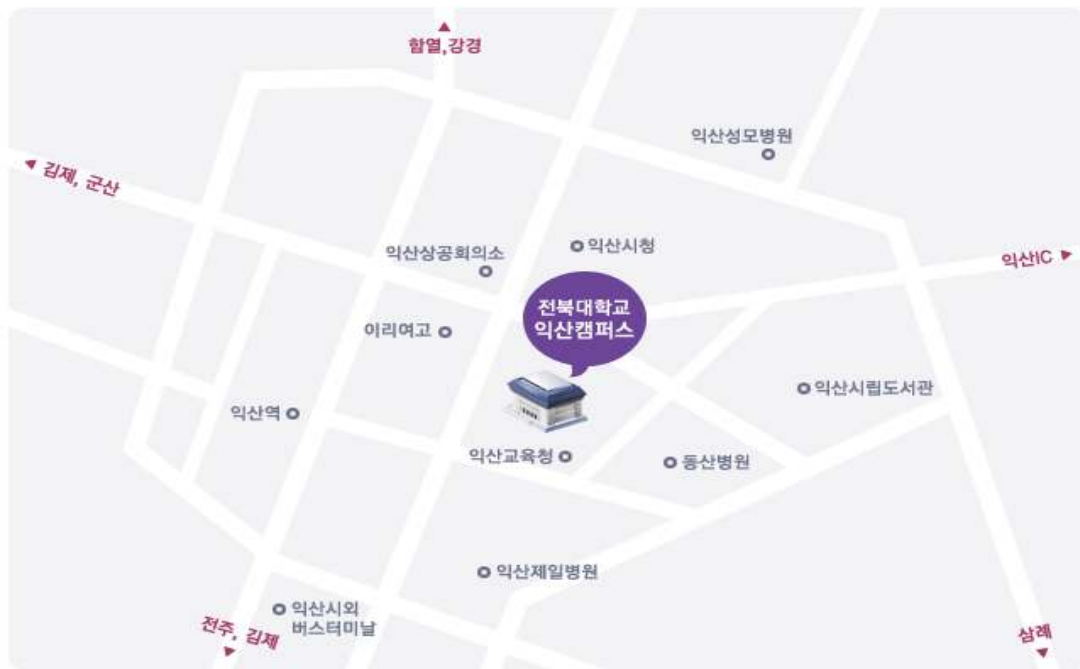 함열,강경
익산성모병원
김제, 군산
익산시청
익산상공회의소
익산IC
전북대학교
익산캠퍼스
이리여고
익산시립도서관
익산역
익산교육청
동산병원
익산제일병원
익산시외
버스터미널
전주, 김제
삼례